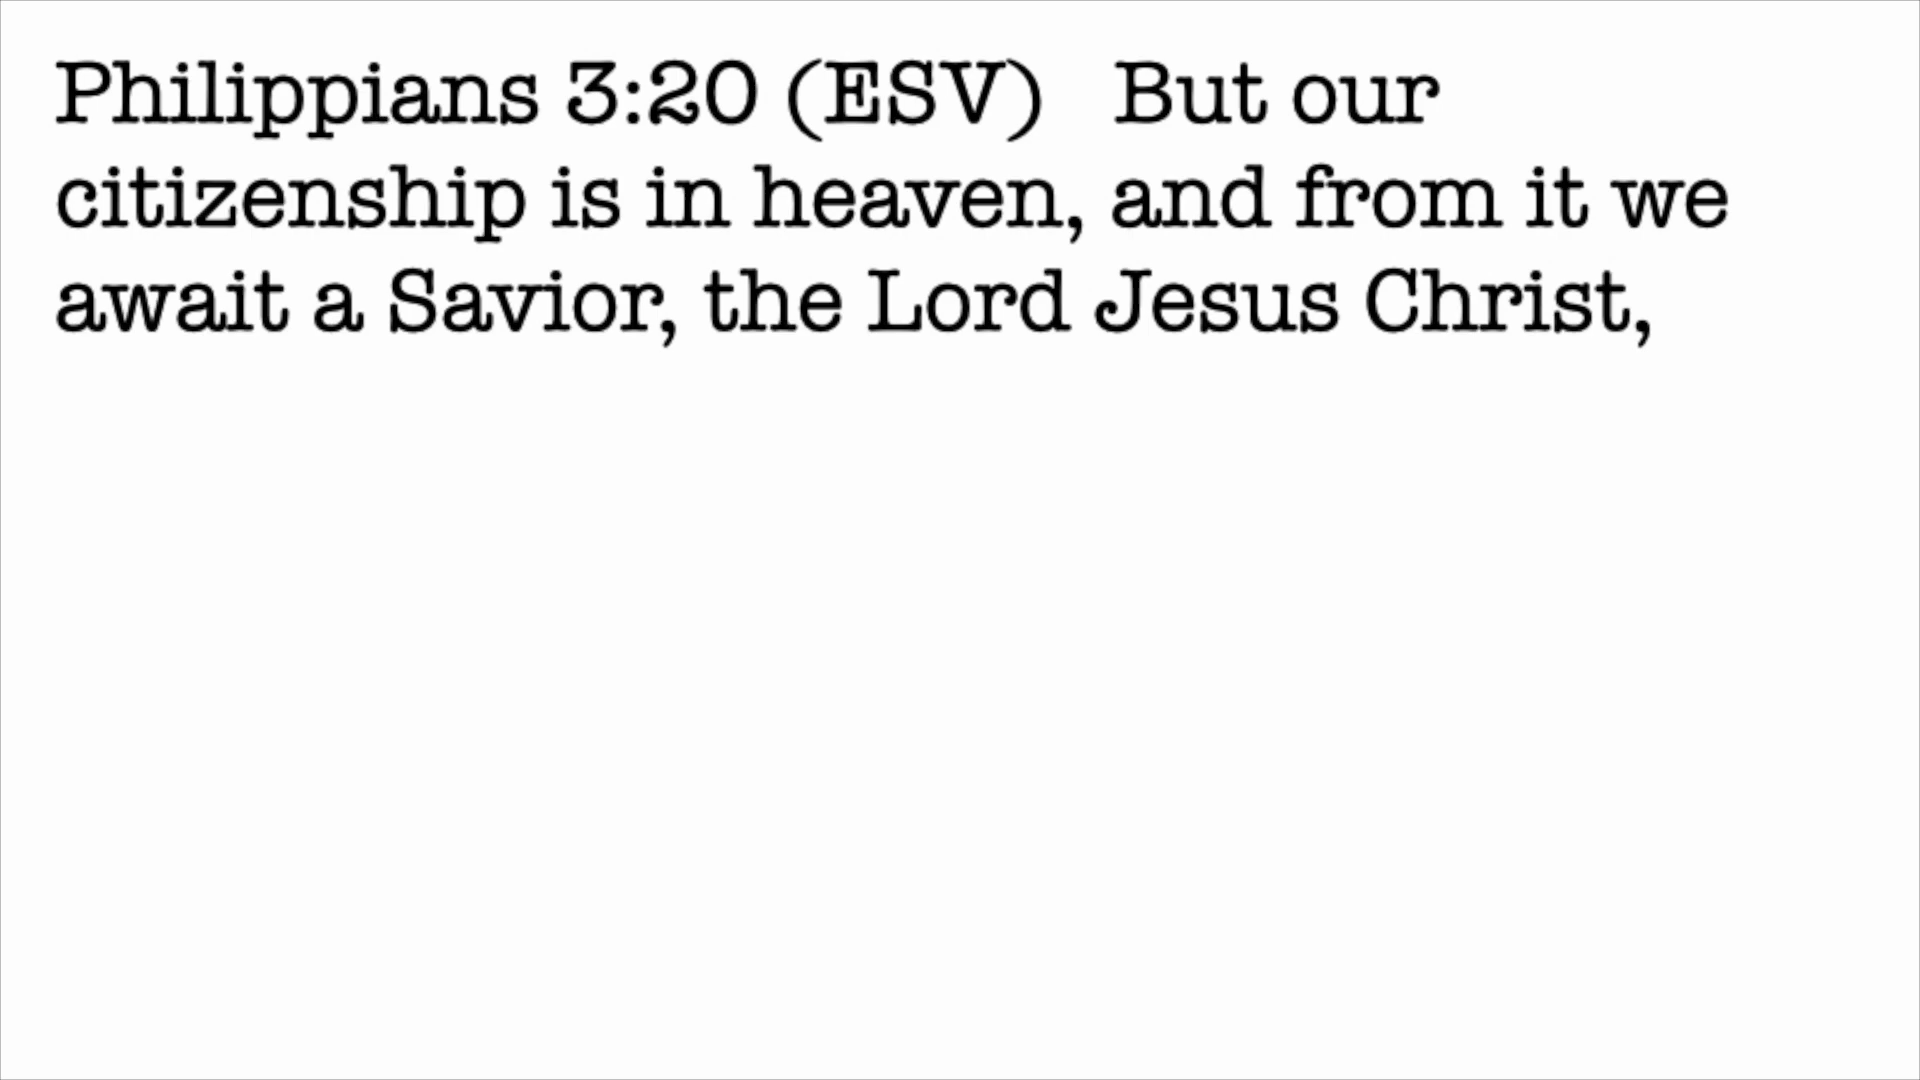 Philippians 3:20 (ESV)   But our
citizenship is in heaven, and from it we
await a Savior, the Lord Jesus Christ,